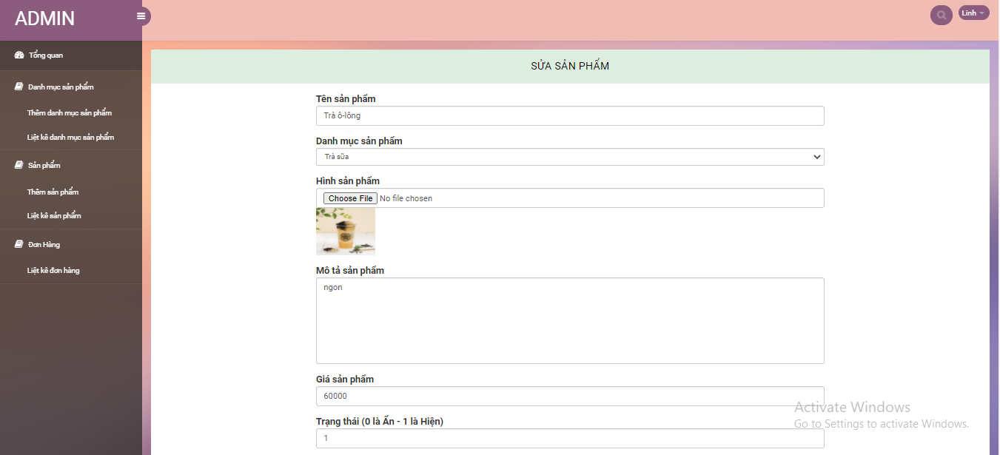 ADMIN
Linh
Tổng quan
Danh mục sản phẩm
Thêm danh mục sản phẩm
Liệt kê danh mục sản phẩm
Sản phẩm
Thêm sản phẩm
Liệt kê sản phẩm
Đơn Hàng
Liệt kê đơn hàng
SỬA SẢN PHẨM
Tên sản phẩm
Trà ô-lông
Danh mục sản phẩm
Trà sữa
Hình sản phẩm
Choose File No file chosen
Mô tả sản phẩm
ngon
Giá sản phẩm
60000
Trạng thái (0 là Ẩn - 1 là Hiện)
1
Activate Windows
Go to Settings to activate Windows.